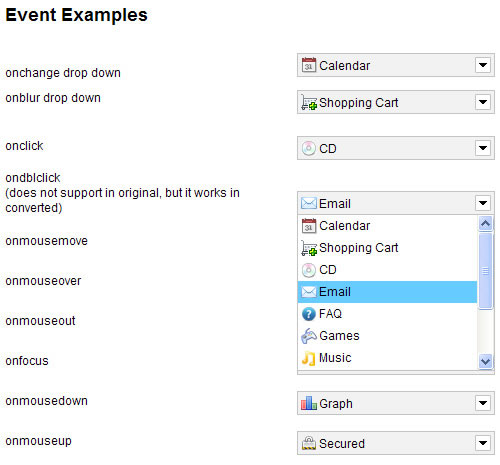 Event Examples
onchange drop down
Calendar
onblur drop down
Shopping Cart
onclick
CD
ondblclick
(does not support in original, but it works in
converted)
Email
Calendar
onmousemove
Shopping Cart
CD
onmouseover
Email
FAQ
onmouseout
Games
onfocus
Music
onmousedown
Graph
onmouseup
Secured